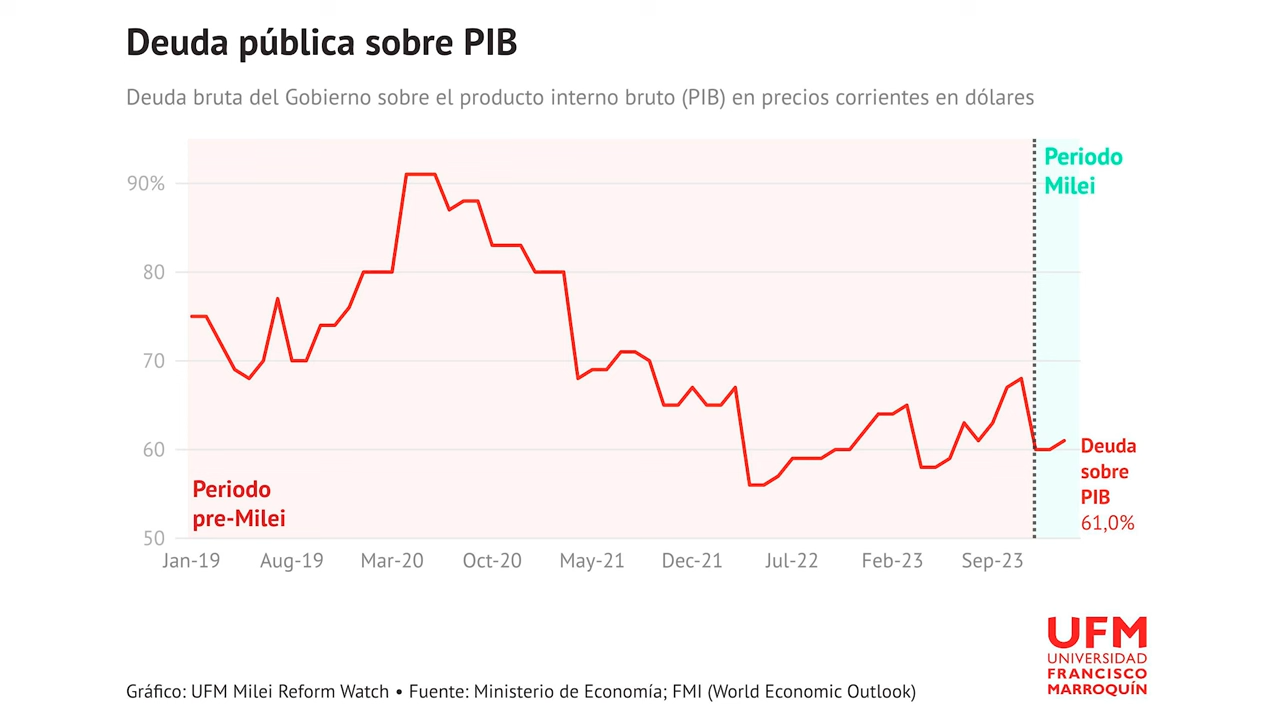 Deuda pública sobre PIB
Deuda bruta del Gobierno sobre el producto interno bruto (PIB) en precios corrientes en dólares
Periodo
Milei
90%
80
70
60
50
Periodo
pre-Milei
Deuda
sobre
PIB
61,0%
Jan-19 Aug-19 Mar-20 Oct-20 May-21 Dec-21 Jul-22 Feb-23 Sep-23
UFM
UNIVERSIDAD
FRANCISCO
MARROQUÍN
Gráfico: UFM Milei Reform Watch • Fuente: Ministerio de Economía; FMI (World Economic Outlook)